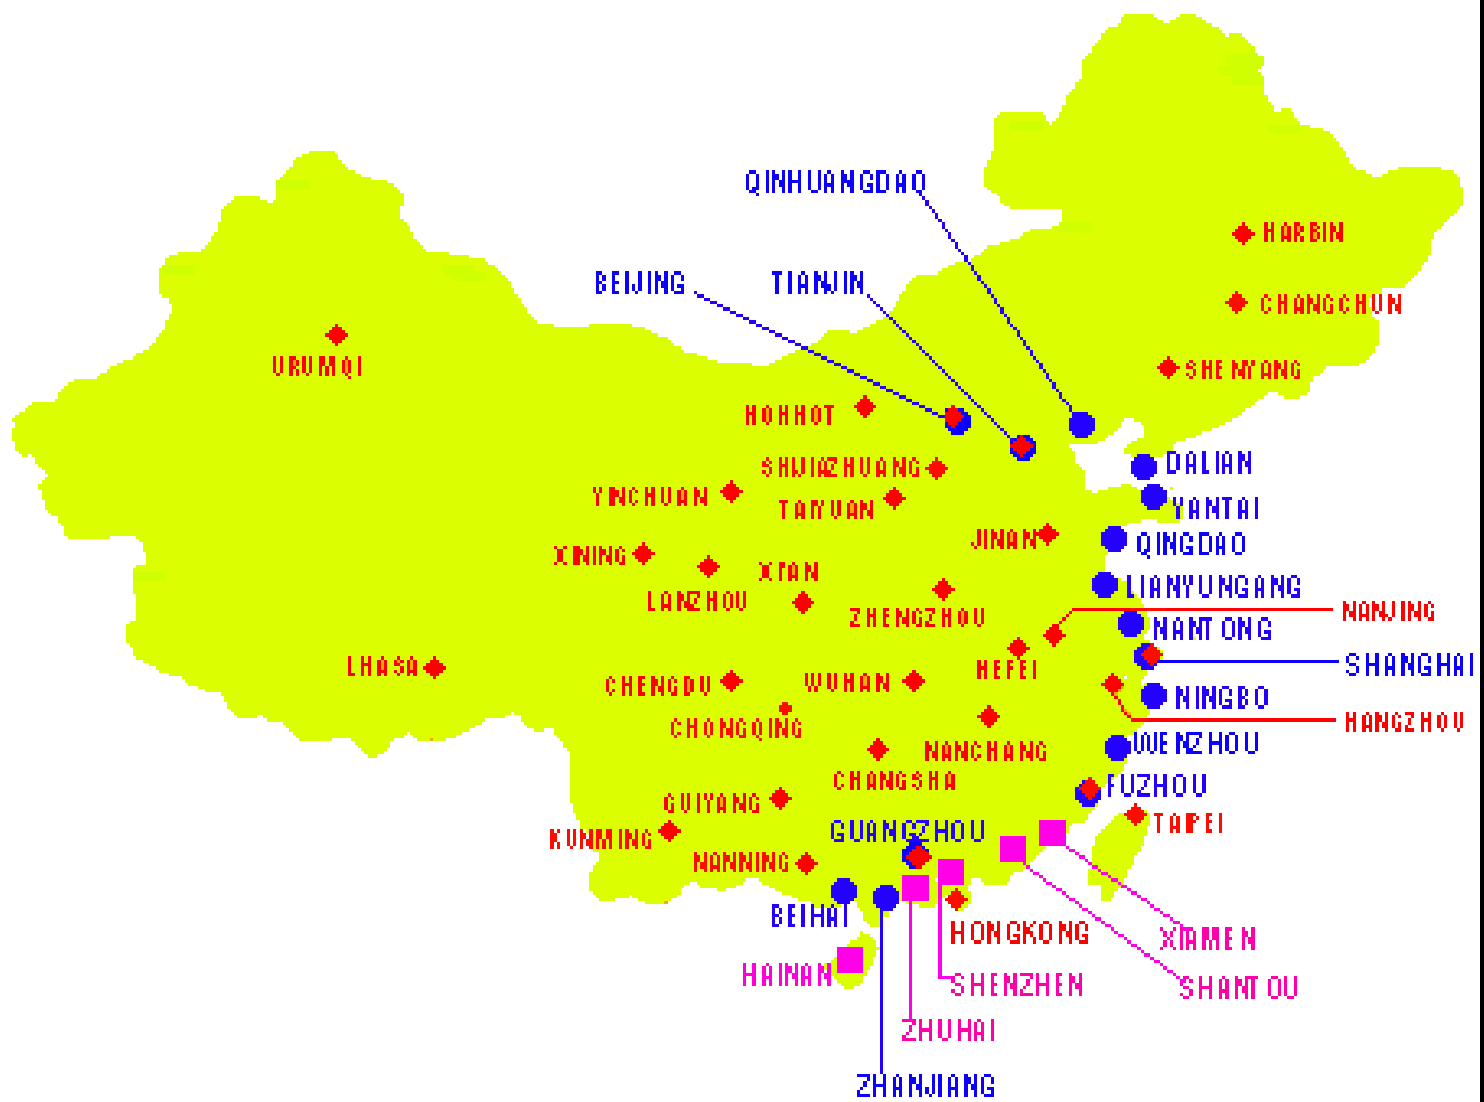 QINHUANGDAO
HARBIN
BEIJING
TIANJIN
CHANGCHUN
URUMQI
SHENYANG
HOHHOT
DALIAN
SHIJIAZHUANG
YINCHUAN
TAIYUAN
YANTAI
JINAN
QINGDAO
XINING
XIAN
LANZHOU
LIANYUNGANG
ZHENGZHOU
NANJING
NANTONG
LHASA
HEFEI
SHANGHAI
CHENGDU
WUHAN
NINGBO
CHONGQING
HANGZHOU
NANCHANG
WENZHOU
CHANGSHA
FUZHOU
GUIYANG
TAIPEI
KUNMING
GUANGZHOU
NANNING
BEIHAI
HONGKONG
XIAMEN
HAINAN
SHENZHEN
SHANTOU
ZHUHAI
ZHANJIANG